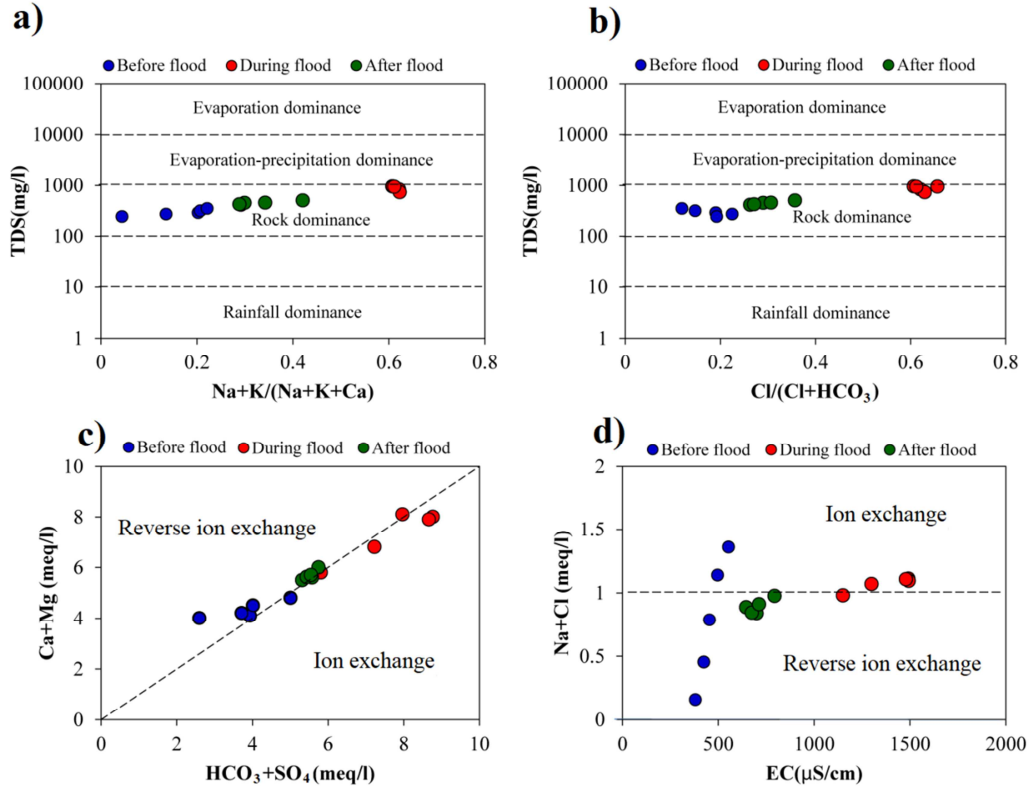 a)
Before flood During flood After flood
100000
10000
1000
100
10
1
TDS(mg/l)
Evaporation dominance
Evaporation-precipitation dominance
Rock dominance
Rainfall dominance
0 0.2 0.4 0.6 0.8
Na+K/(Na+K+Ca)
b)
Before flood During flood After flood
100000
10000
1000
100
10
1
TDS(mg/l)
Evaporation dominance
Evaporation-precipitation dominance
Rock dominance
Rainfall dominance
0 0.2 0.4 0.6 0.8
Cl/(Cl+HCO₃)
c)
Before flood During flood After flood
10
8
6
4
2
0
Ca+Mg (meq/l)
Reverse ion exchange
Ion exchange
0 2 4 6 8 10
HCO₃+SO₄ (meq/l)
d)
Before flood During flood After flood
2
1.5
1
0.5
0
Na+Cl (meq/l)
Ion exchange
Reverse ion exchange
0 500 1000 1500 2000
EC(µS/cm)